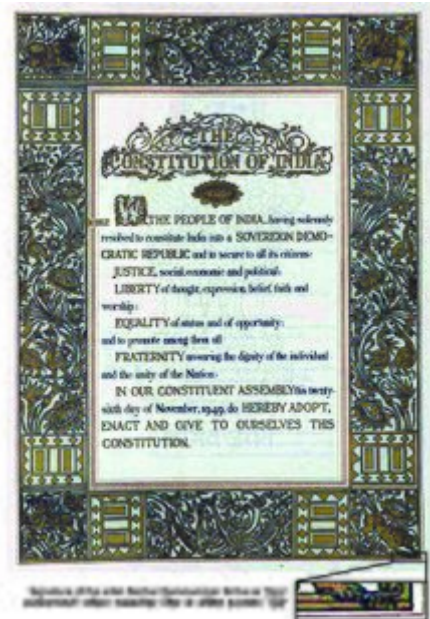 THE
CONSTITUTION OF INDIA
WE, THE PEOPLE OF INDIA, having solemnly
resolved to constitute India into a SOVEREIGN DEMO-
CRATIC REPUBLIC and to secure to all its citizens:
JUSTICE, social, economic and political;
LIBERTY of thought, expression, belief, faith and
worship;
EQUALITY of status and of opportunity;
and to promote among them all
FRATERNITY assuring the dignity of the individual
and the unity of the Nation;
IN OUR CONSTITUENT ASSEMBLY this twenty-
sixth day of November, 1949, do HEREBY ADOPT,
ENACT AND GIVE TO OURSELVES THIS
CONSTITUTION.